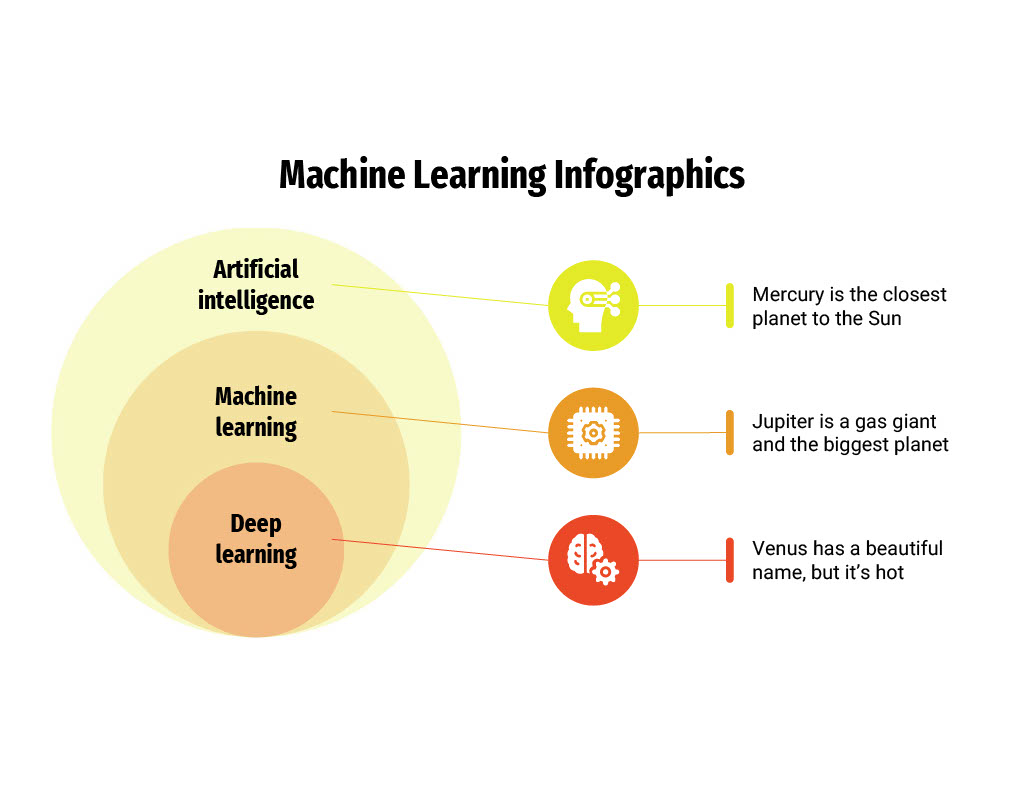 Machine Learning Infographics
Artificial
intelligence
Mercury is the closest
planet to the Sun
Machine
learning
Jupiter is a gas giant
and the biggest planet
Deep
learning
Venus has a beautiful
name, but it’s hot